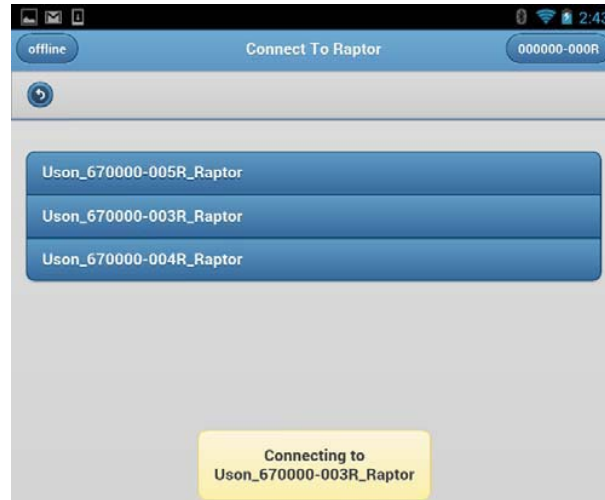 2:43
offline
Connect To Raptor
000000-000R
Uson_670000-005R_Raptor
Uson_670000-003R_Raptor
Uson_670000-004R_Raptor
Connecting to
Uson_670000-003R_Raptor